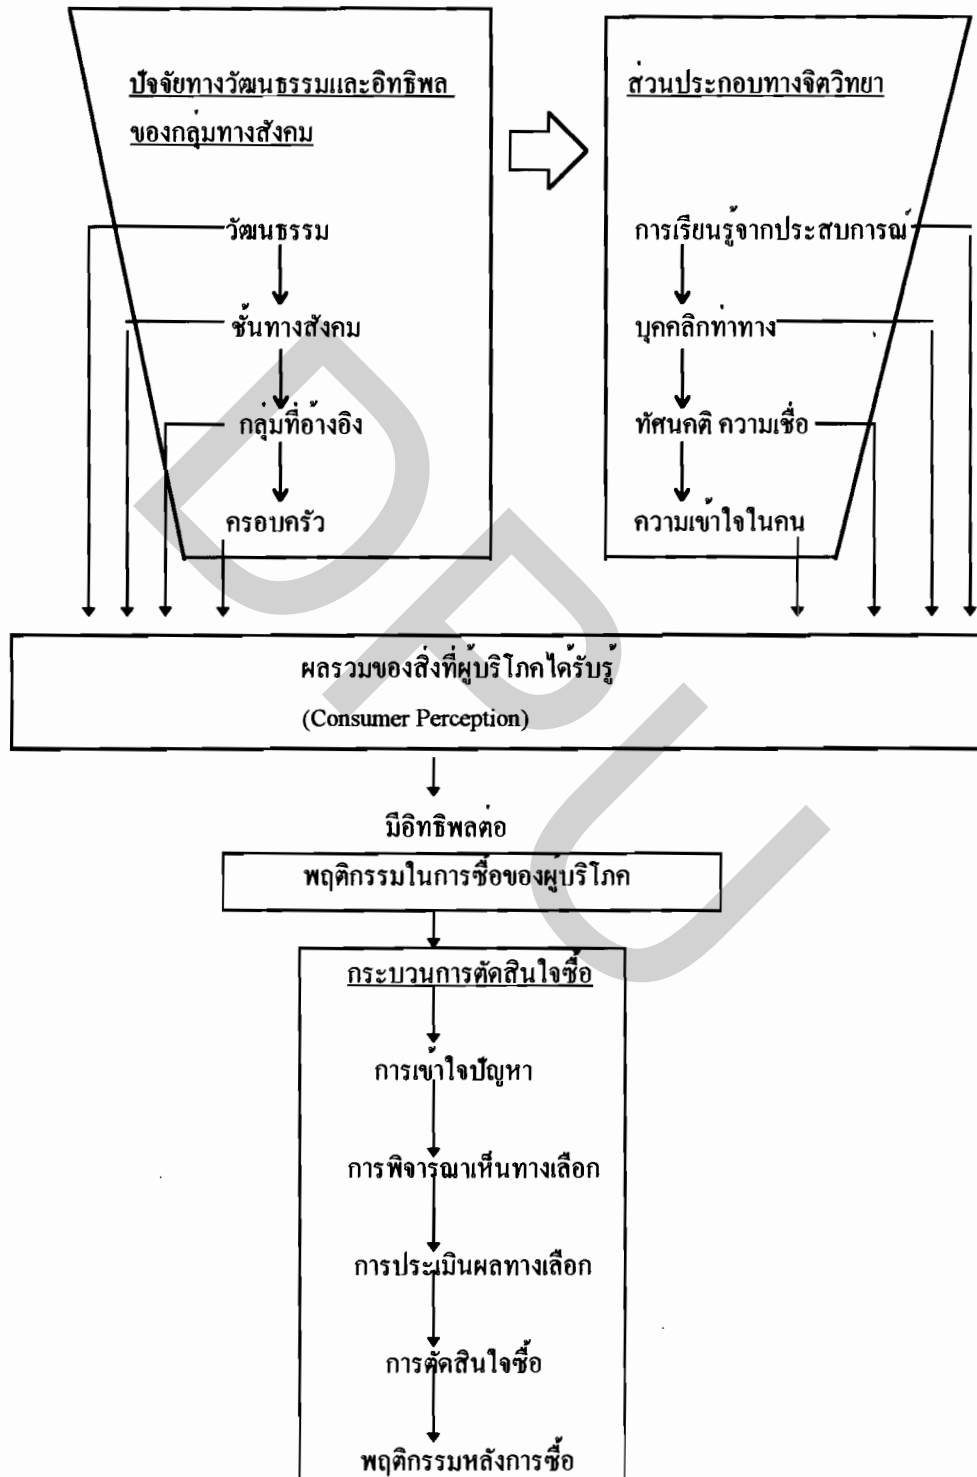 ปัจจัยทางวัฒนธรรมและอิทธิพล
ของกลุ่มทางสังคม
วัฒนธรรม
ชั้นทางสังคม
กลุ่มที่อ้างอิง
ครอบครัว
ส่วนประกอบทางจิตวิทยา
การเรียนรู้จากประสบการณ์
บุคคลิกท่าทาง
ทัศนคติ ความเชื่อ
ความเข้าใจในคน
ผลรวมของสิ่งที่ผู้บริโภคได้รับรู้
(Consumer Perception)
มีอิทธิพลต่อ
พฤติกรรมในการซื้อของผู้บริโภค
กระบวนการตัดสินใจซื้อ
การเข้าใจปัญหา
การพิจารณาเห็นทางเลือก
การประเมินผลทางเลือก
การตัดสินใจซื้อ
พฤติกรรมหลังการซื้อ
DPU